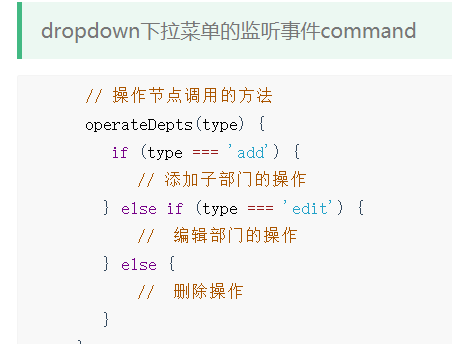 dropdown下拉菜单的监听事件command
// 操作节点调用的方法
operateDepts(type) {
if (type === 'add') {
// 添加子部门的操作
} else if (type === 'edit') {
//  编辑部门的操作
} else {
//  删除操作
}